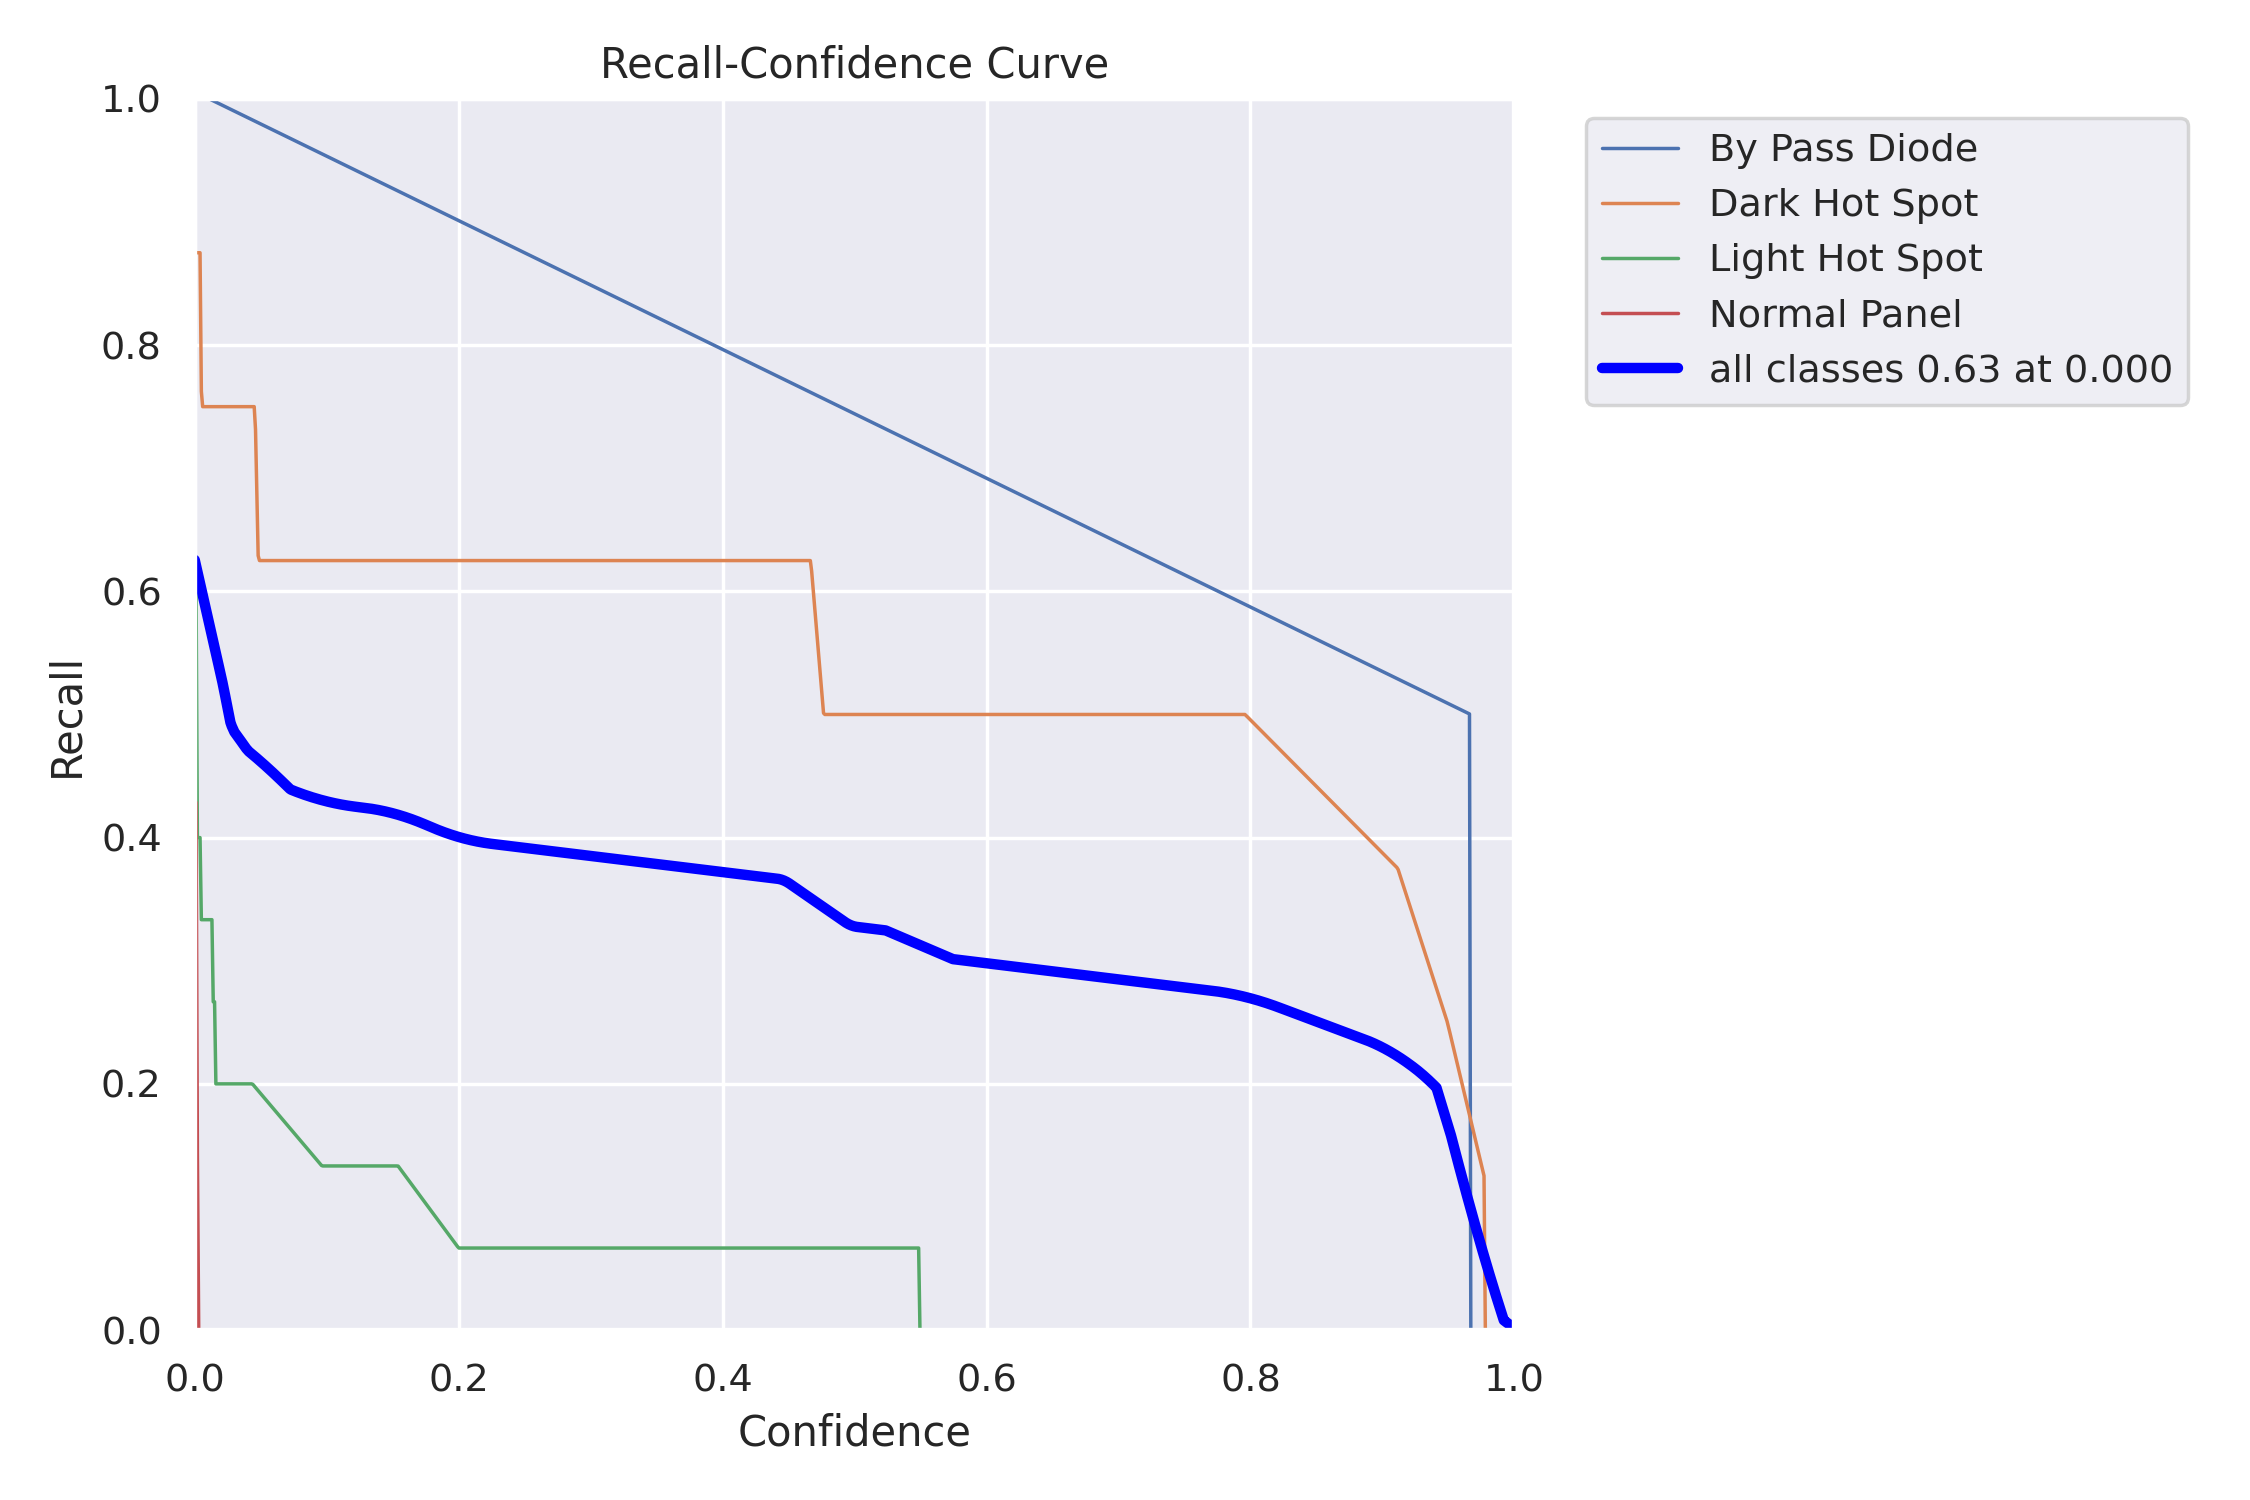 Recall-Confidence Curve
1.0
0.8
0.6
0.4
0.2
0.0
Recall
0.0 0.2 0.4 0.6 0.8 1.0
Confidence
By Pass Diode
Dark Hot Spot
Light Hot Spot
Normal Panel
all classes 0.63 at 0.000